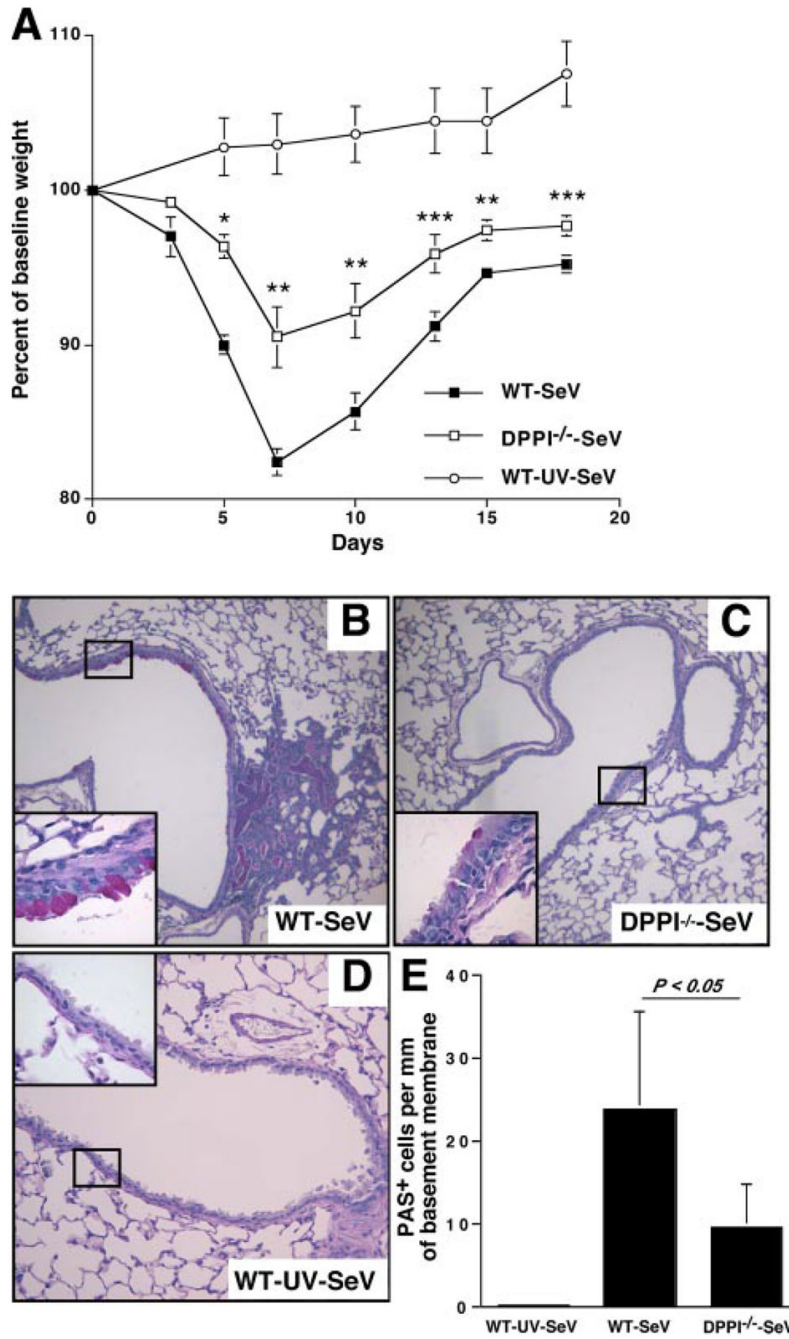 A
110
100
90
80
Percent of baseline weight
*
**
**
***
**
***
WT-SeV
DPPI-/--SeV
WT-UV-SeV
0
5
10
15
20
Days
B
WT-SeV
C
DPPI-/--SeV
D
WT-UV-SeV
E
40
30
20
10
0
PAS+ cells per mm
of basement membrane
P < 0.05
WT-UV-SeV
WT-SeV
DPPI-/--SeV